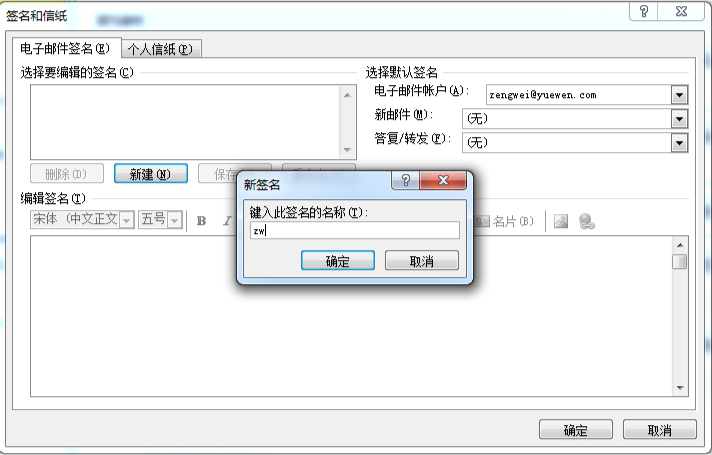 签名和信纸
电子邮件签名(E) 个人信纸(P)
选择要编辑的签名(C)
选择默认签名
电子邮件帐户(A): zengwei@yuewen.com
新邮件(M): (无)
答复/转发(F): (无)
删除(D) 新建(N) 保存
新签名
键入此签名的名称(T):
zw
确定 取消
编辑签名(T)
宋体 (中文正文 五号 B I 名片(B)
确定 取消